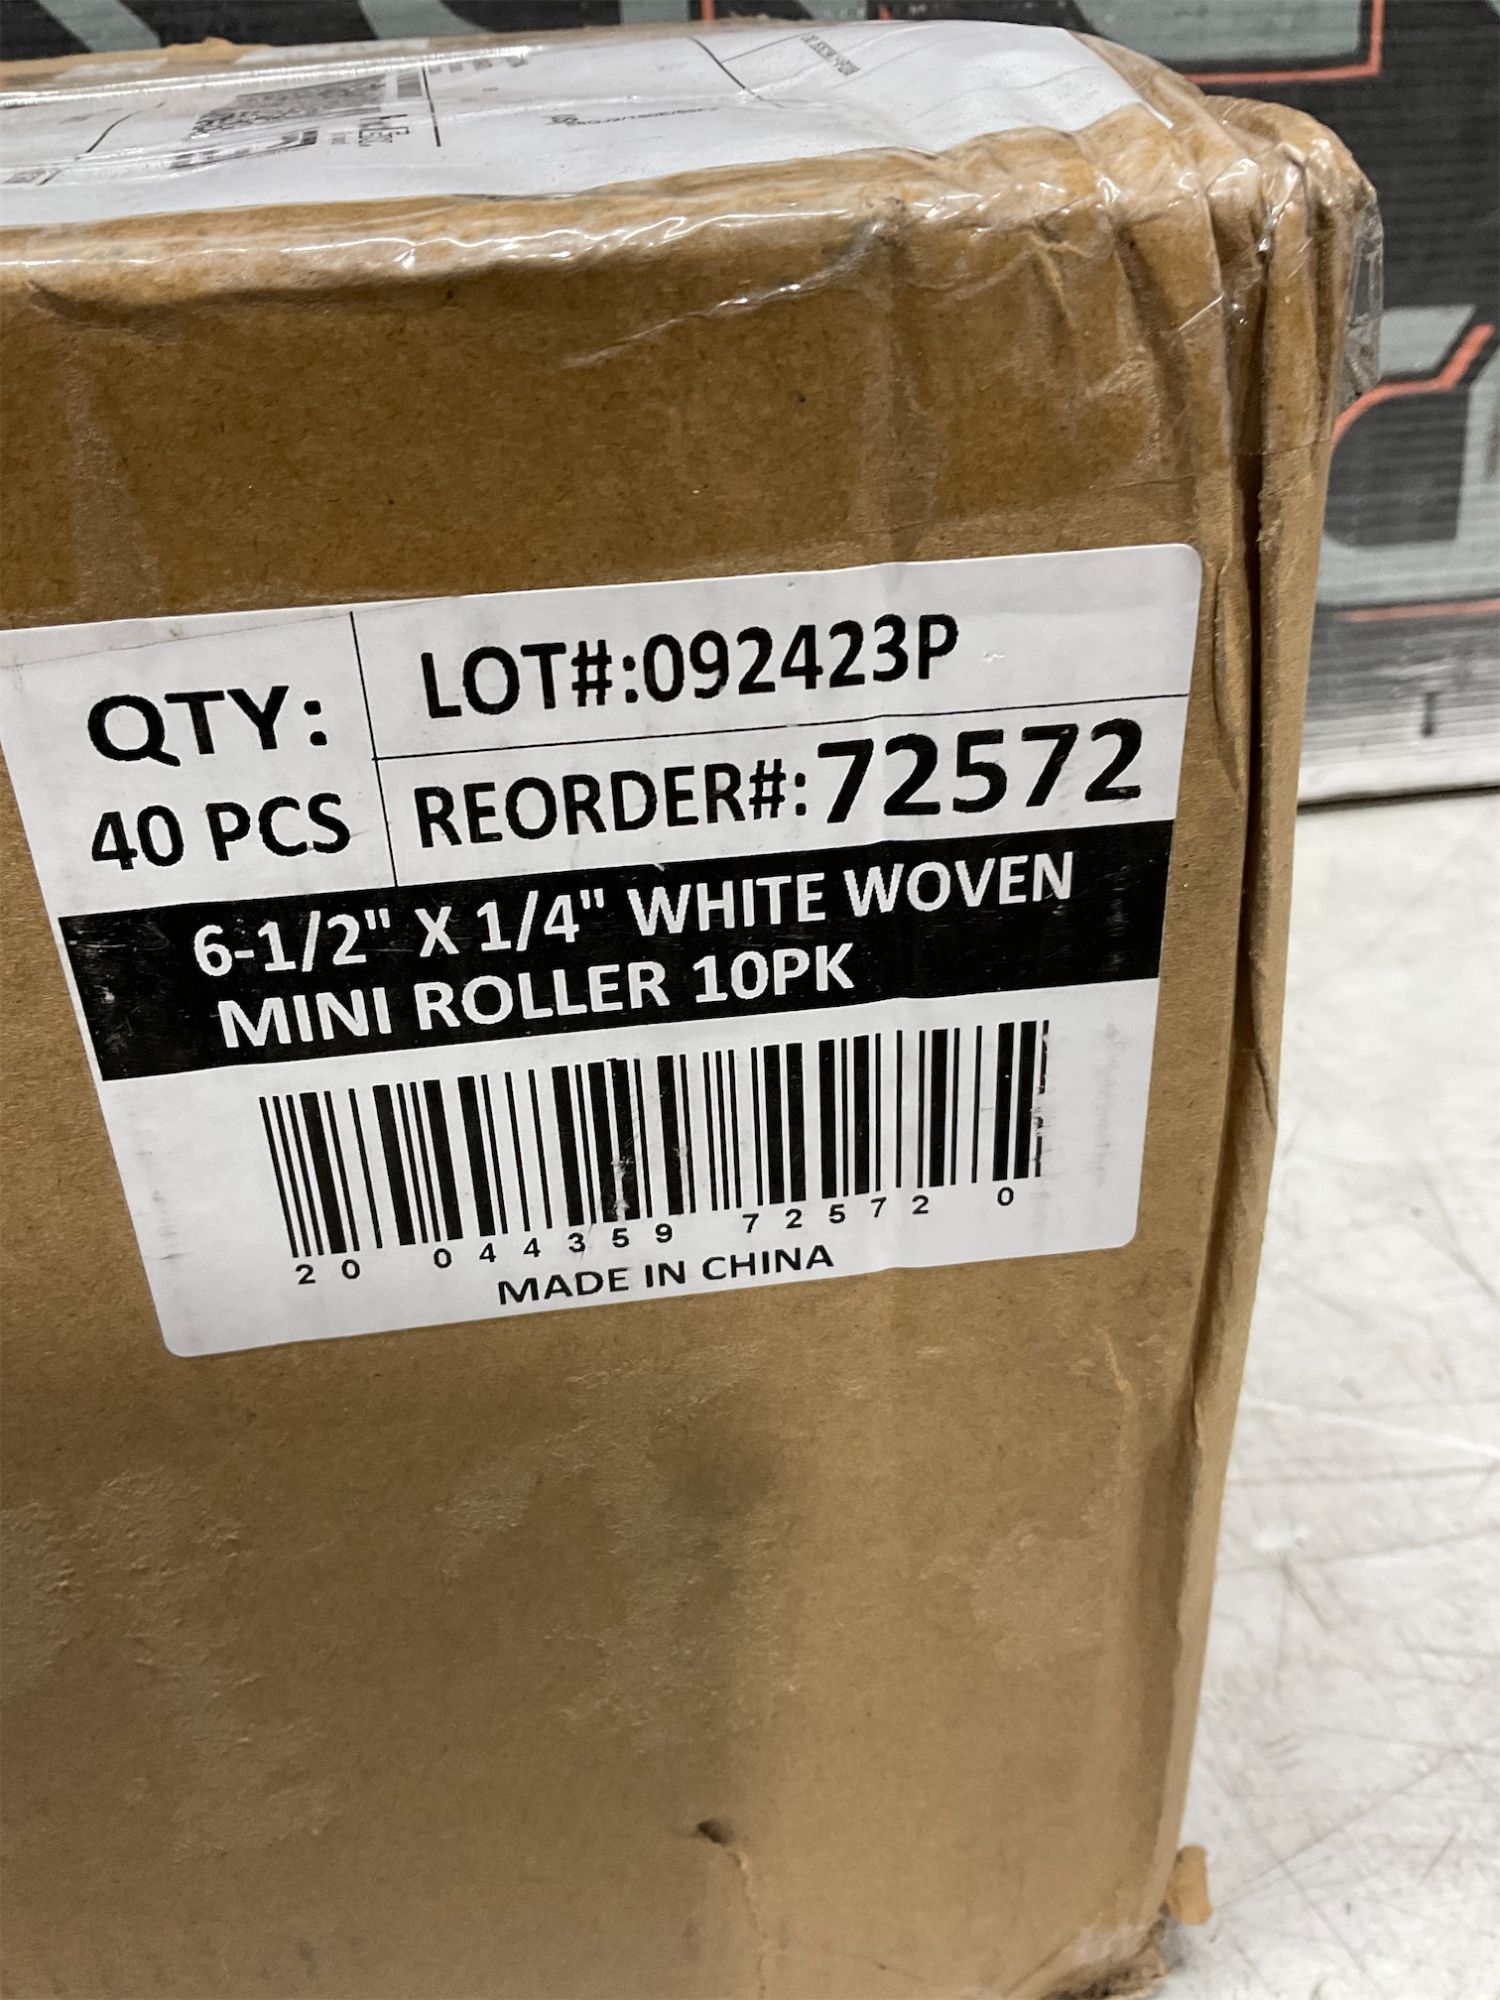 QTY:
40 PCS
LOT#:092423P
REORDER#:72572
6-1/2" X 1/4" WHITE WOVEN
MINI ROLLER 10PK
20 044359 72572 0
MADE IN CHINA